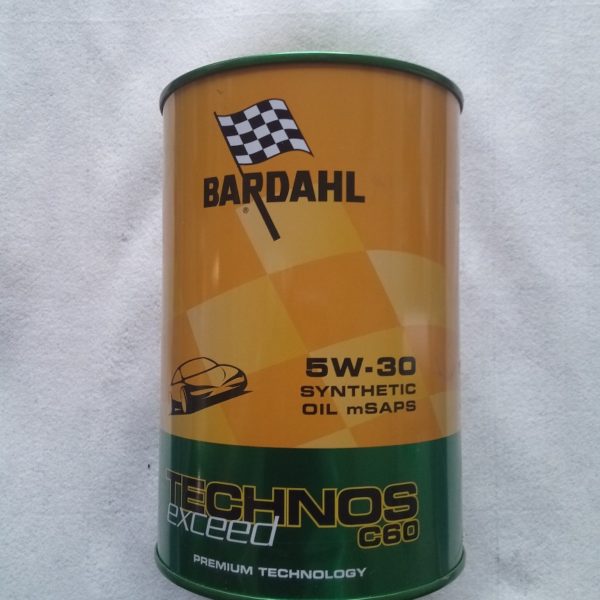 BARDAHL
®
5W-30
SYNTHETIC
OIL mSAPS
TECHNOS
exceed C60
PREMIUM TECHNOLOGY